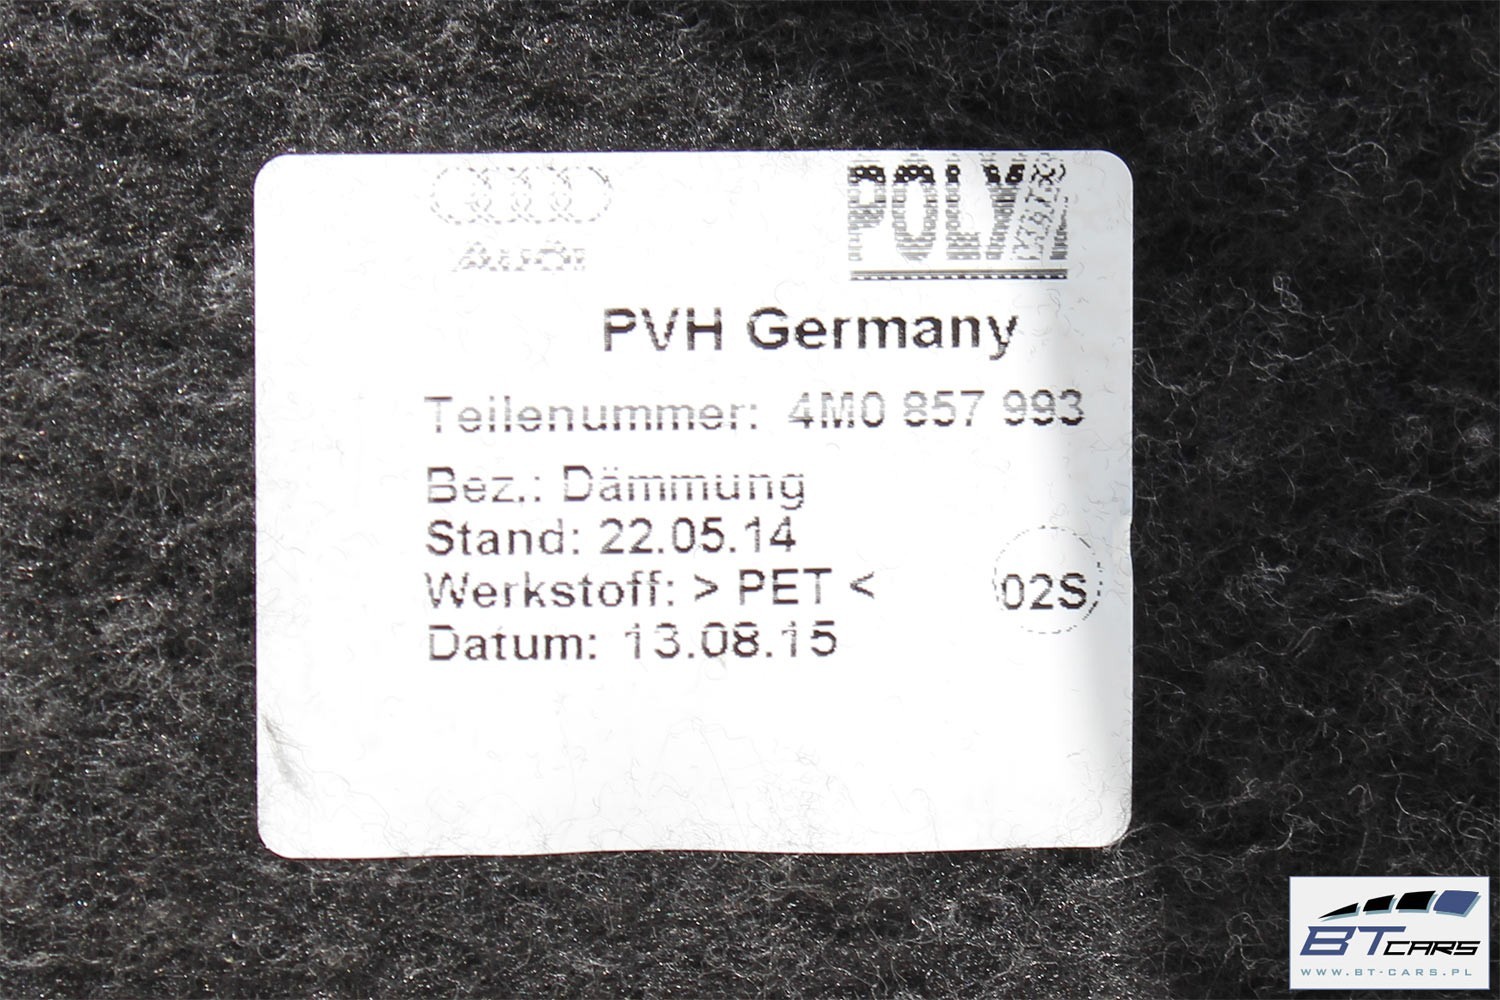 Audi
POLY
PVH Germany
Teilenummer: 4M0 857 993
Bez.: Dämmung
Stand: 22.05.14
Werkstoff: > PET <
Datum: 13.08.15
02S
BT CARS
WWW.BT-CARS.PL